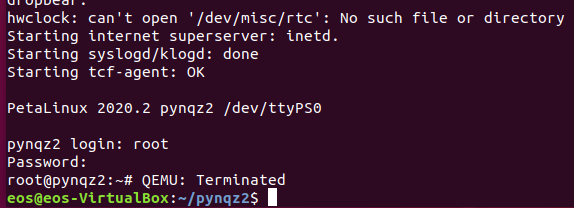 dropbear.
hwclock: can't open '/dev/misc/rtc': No such file or directory
Starting internet superserver: inetd.
Starting syslogd/klogd: done
Starting tcf-agent: OK
PetaLinux 2020.2 pynqz2 /dev/ttyPS0
pynqz2 login: root
Password:
root@pynqz2:~# QEMU: Terminated
eos@eos-VirtualBox:~/pynqz2$